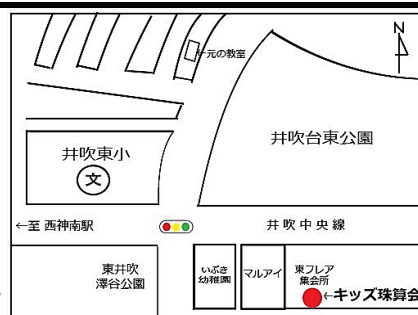 N
←元の教室
井吹台東公園
井吹東小
文
←至 西神南駅
井吹中央線
東井吹
澤谷公園
いぶき
幼稚園
マルアイ
東フレア
集会所
←キッズ珠算会